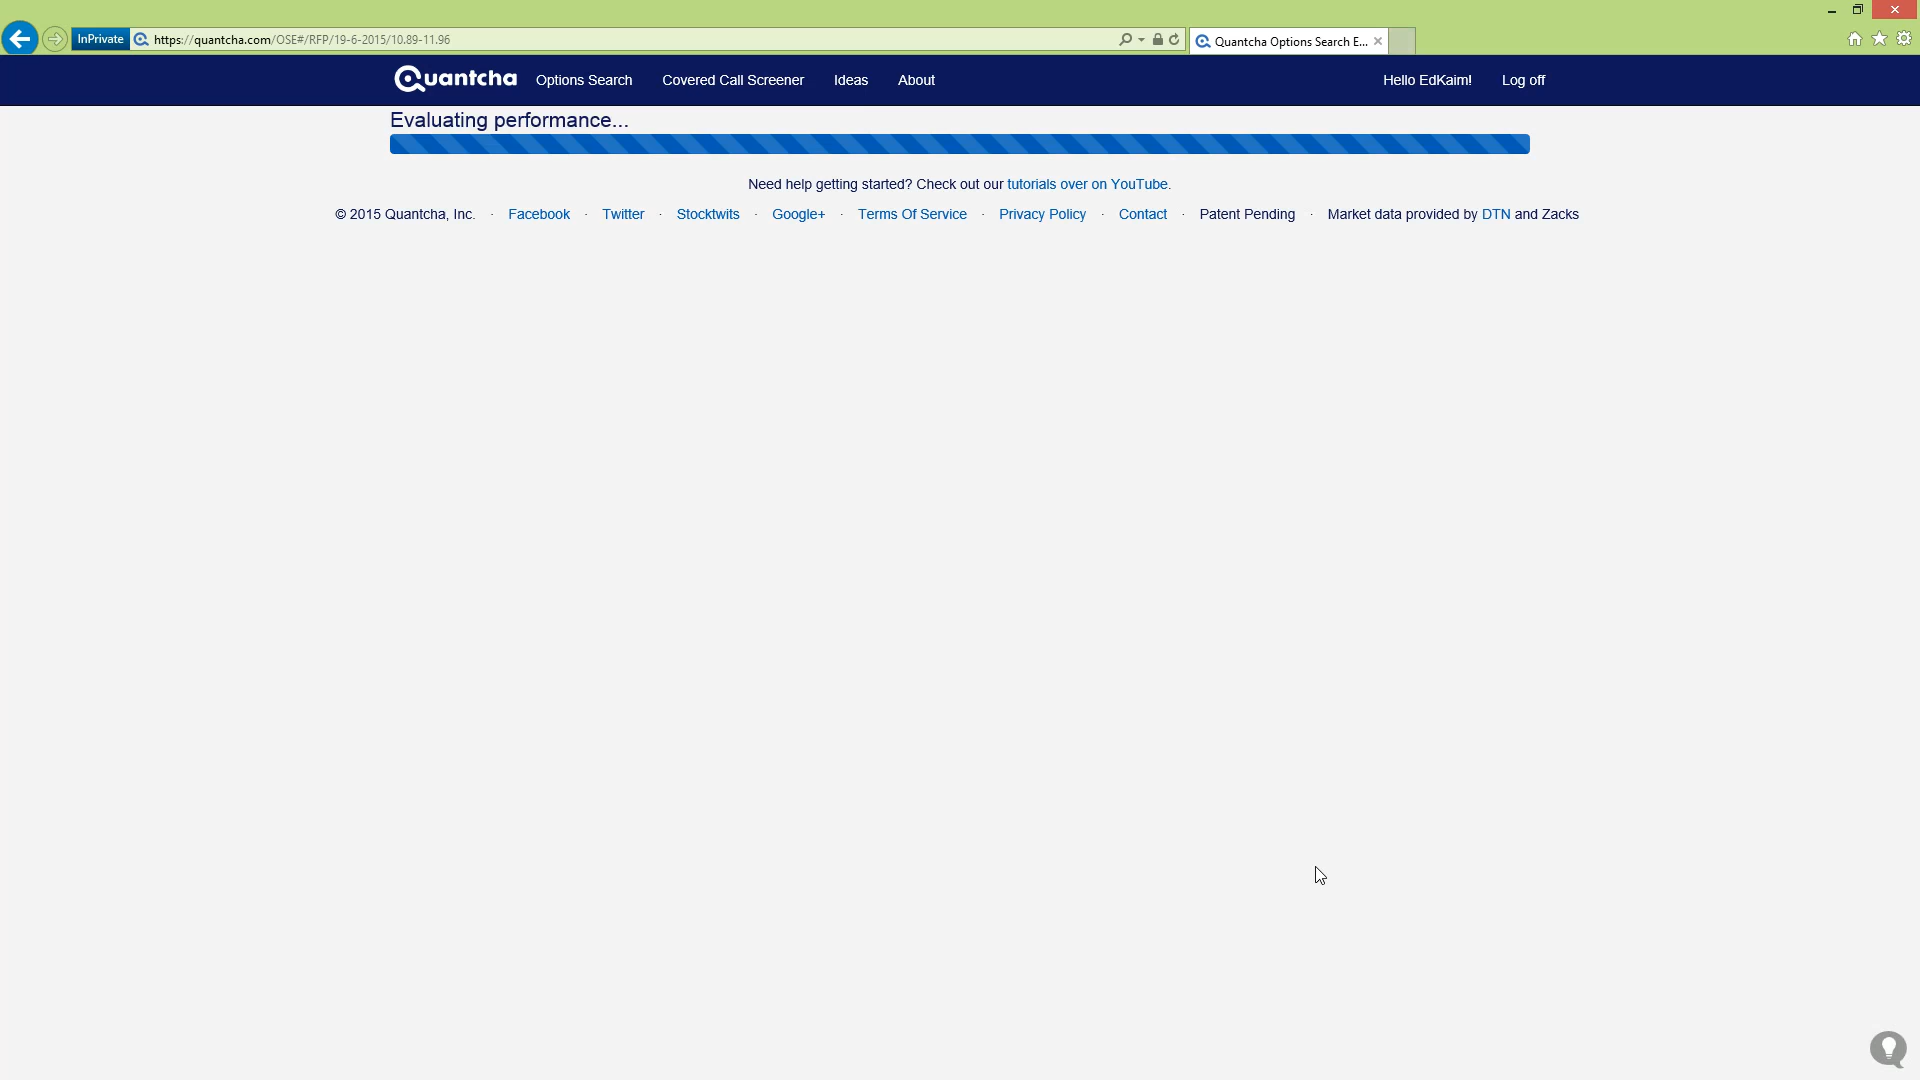 InPrivate https://quantcha.com/OSE#/RFP/19-6-2015/10.89-11.96 Quantcha Options Search E...
Quantcha Options Search Covered Call Screener Ideas About Hello EdKaim! Log off
Evaluating performance...
Need help getting started? Check out our tutorials over on YouTube.
© 2015 Quantcha, Inc. · Facebook · Twitter · Stocktwits · Google+ · Terms Of Service · Privacy Policy · Contact · Patent Pending · Market data provided by DTN and Zacks